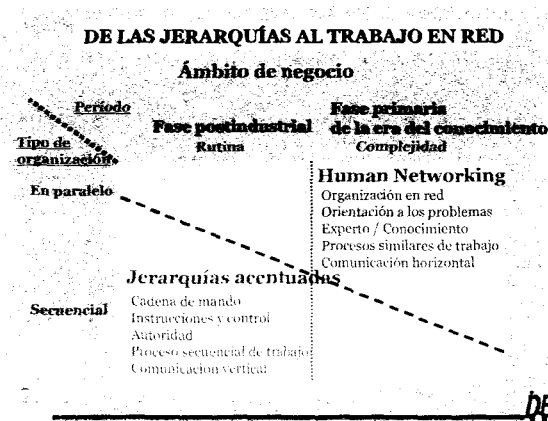 DE LAS JERARQUÍAS AL TRABAJO EN RED
Ámbito de negocio
Período
Fase postindustrial
Rutina
Fase primaria
de la era del conocimiento
Complejidad
Tipo de
organización
En paralelo
Human Networking
Organización en red
Orientación a los problemas
Experto / Conocimiento
Procesos similares de trabajo
Comunicación horizontal
Secuencial
Jerarquías acentuadas
Cadena de mando
Instrucciones y control
Autoridad
Proceso secuencial de trabajo
Comunicación vertical
DE